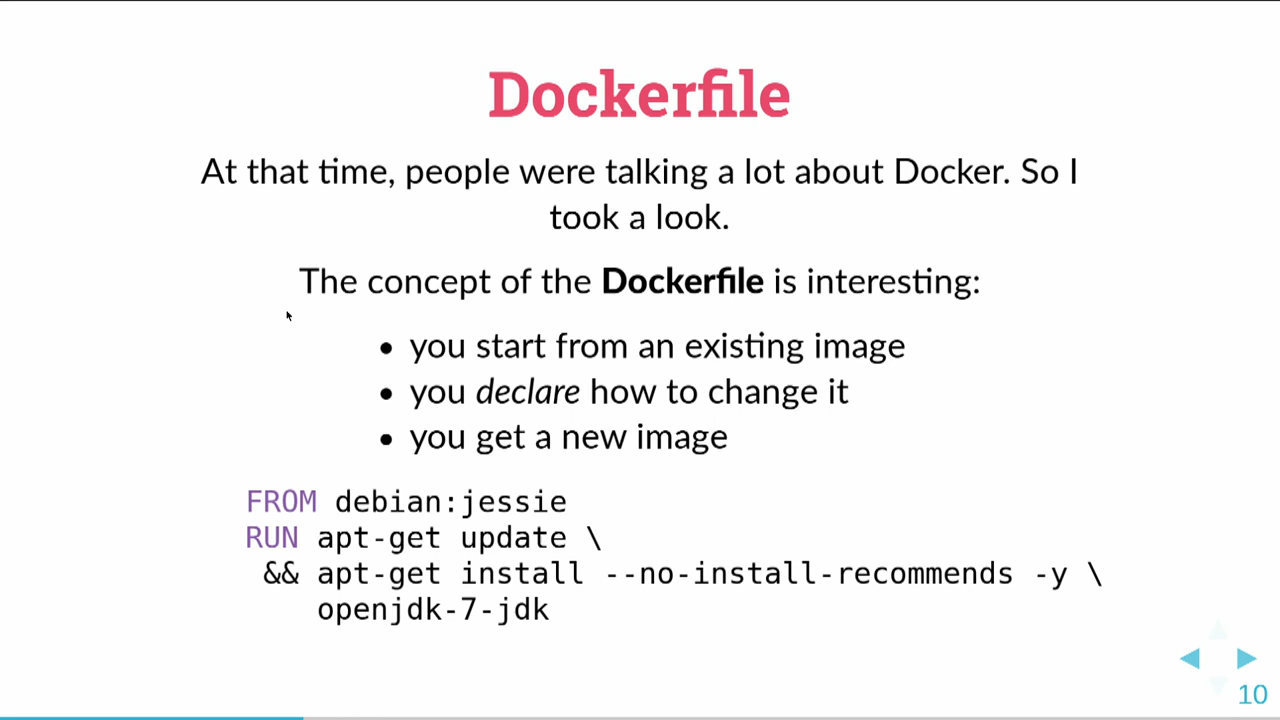 Dockerfile
At that time, people were talking a lot about Docker. So I
took a look.
The concept of the Dockerfile is interesting:
• you start from an existing image
• you declare how to change it
• you get a new image
FROM debian:jessie
RUN apt-get update \
 && apt-get install --no-install-recommends -y \
    openjdk-7-jdk
10